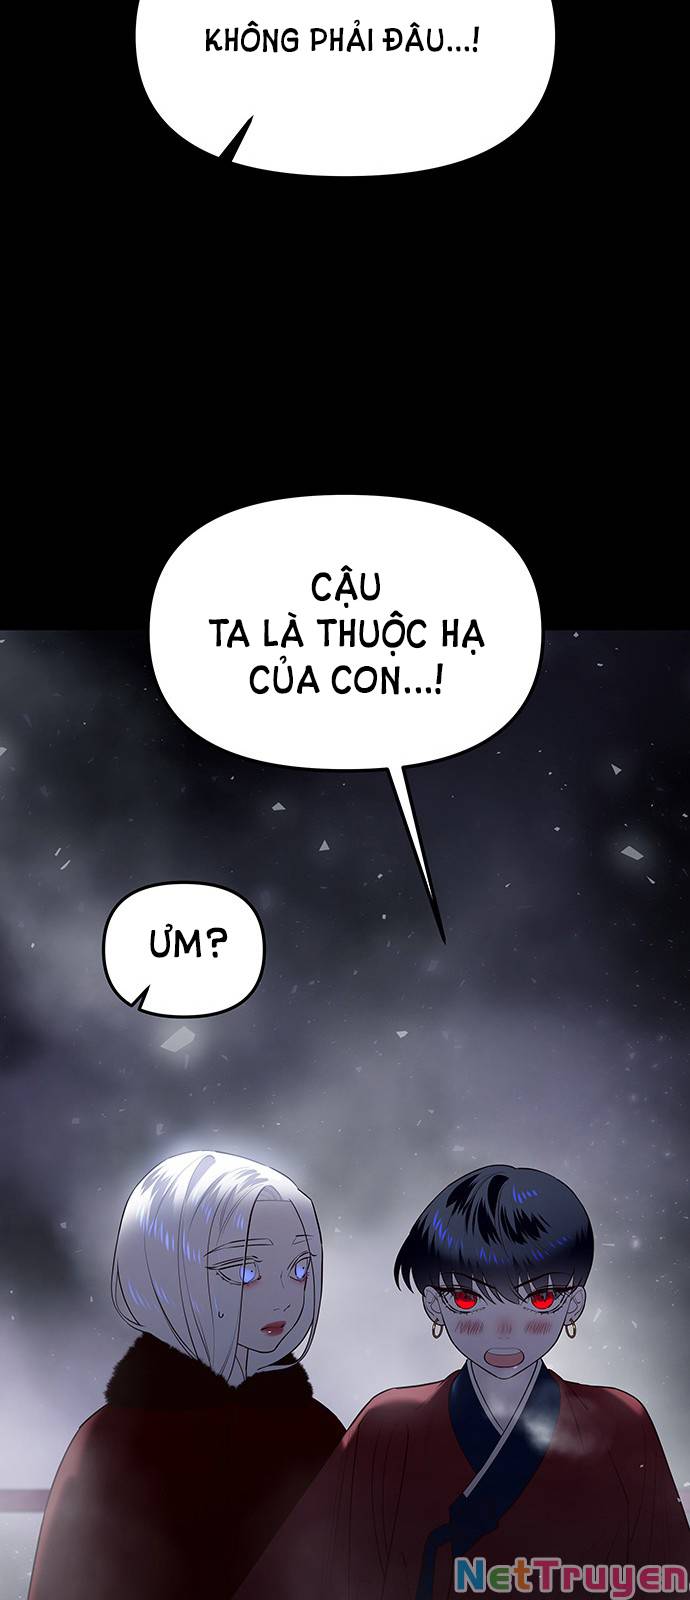 KHÔNG PHẢI ĐÂU...!
CẬU
TA LÀ THUỘC HẠ
CỦA CON...!
ƯM?
NetTruyen